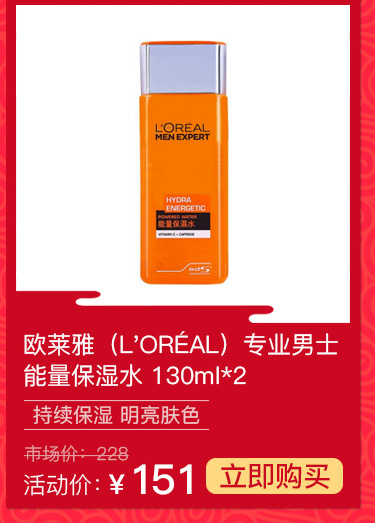 L'ORÉAL
MEN EXPERT
HYDRA
ENERGETIC
POWERED WATER
能量保濕水
VITAMIN C + CAFFEINE
欧莱雅（L'ORÉAL）专业男士
能量保湿水 130ml*2
持续保湿 明亮肤色
市场价：228
活动价：¥ 151 立即购买